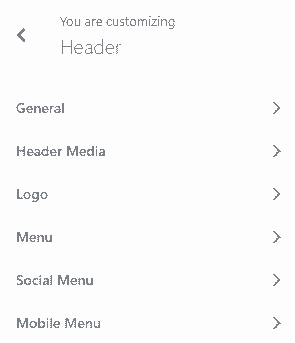 You are customizing
Header
General
Header Media
Logo
Menu
Social Menu
Mobile Menu